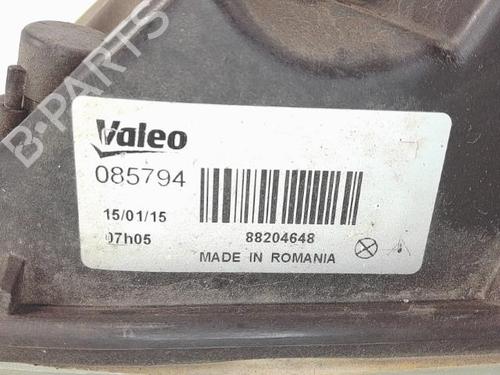 B-PARTS
Valeo
085794
15/01/15
07h05
88204648
MADE IN ROMANIA